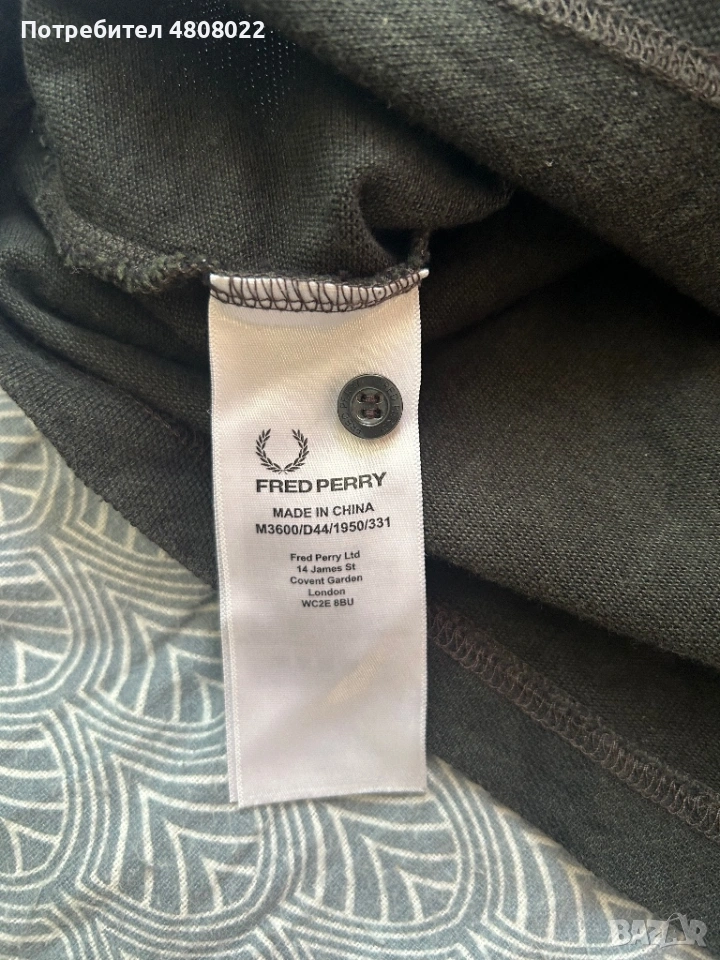 Потребител 4808022
FRED PERRY
MADE IN CHINA
M3600/D44/1950/331
Fred Perry Ltd
14 James St
Covent Garden
London
WC2E 8BU
BAZAR